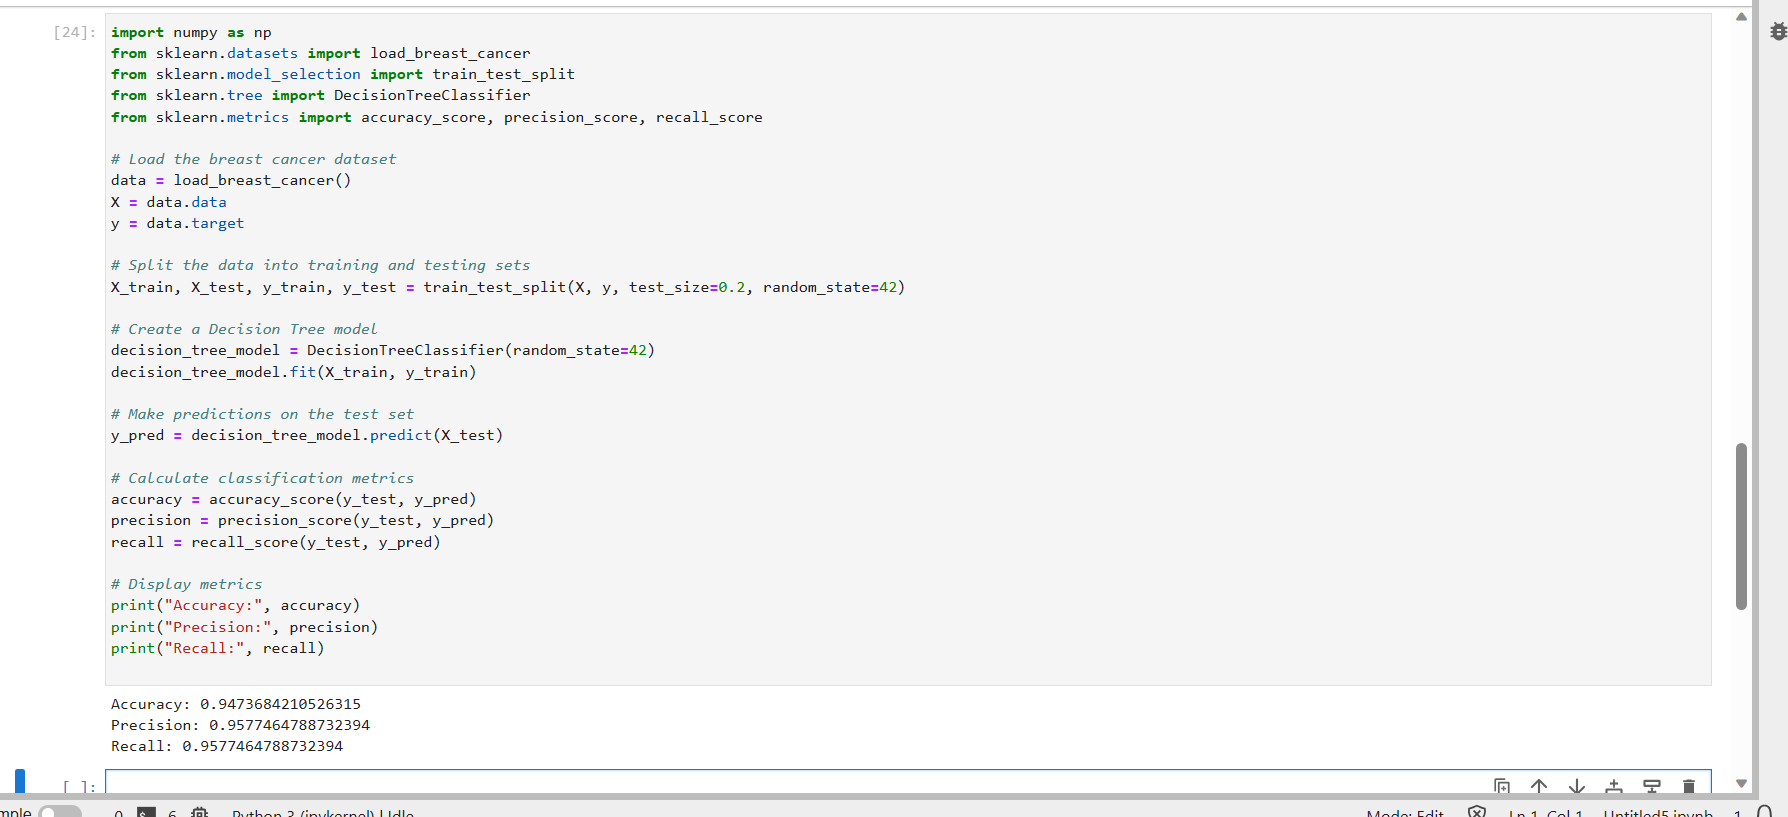 [24]:
import numpy as np
from sklearn.datasets import load_breast_cancer
from sklearn.model_selection import train_test_split
from sklearn.tree import DecisionTreeClassifier
from sklearn.metrics import accuracy_score, precision_score, recall_score
# Load the breast cancer dataset
data = load_breast_cancer()
X = data.data
y = data.target
# Split the data into training and testing sets
X_train, X_test, y_train, y_test = train_test_split(X, y, test_size=0.2, random_state=42)
# Create a Decision Tree model
decision_tree_model = DecisionTreeClassifier(random_state=42)
decision_tree_model.fit(X_train, y_train)
# Make predictions on the test set
y_pred = decision_tree_model.predict(X_test)
# Calculate classification metrics
accuracy = accuracy_score(y_test, y_pred)
precision = precision_score(y_test, y_pred)
recall = recall_score(y_test, y_pred)
# Display metrics
print("Accuracy:", accuracy)
print("Precision:", precision)
print("Recall:", recall)
Accuracy: 0.9473684210526315
Precision: 0.9577464788732394
Recall: 0.9577464788732394
[ ]:
mple 0 6 Python 3 (ipykernel) | Idle Mode: Edit Ln 1, Col 1 Untitled5.ipynb 1